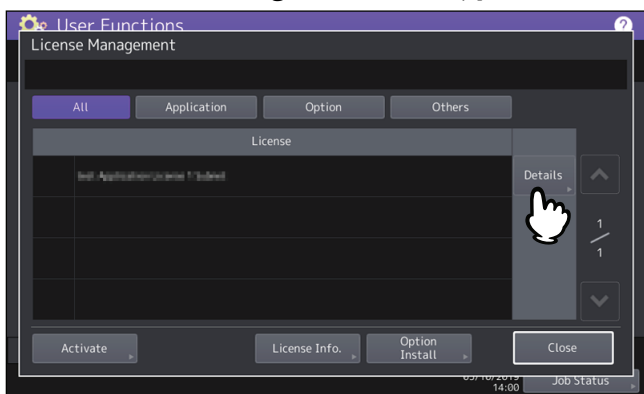 User Functions
?
License Management
All
Application
Option
Others
License
Details
1
1
Activate
License Info.
Option
Install
Close
14:00
Job Status